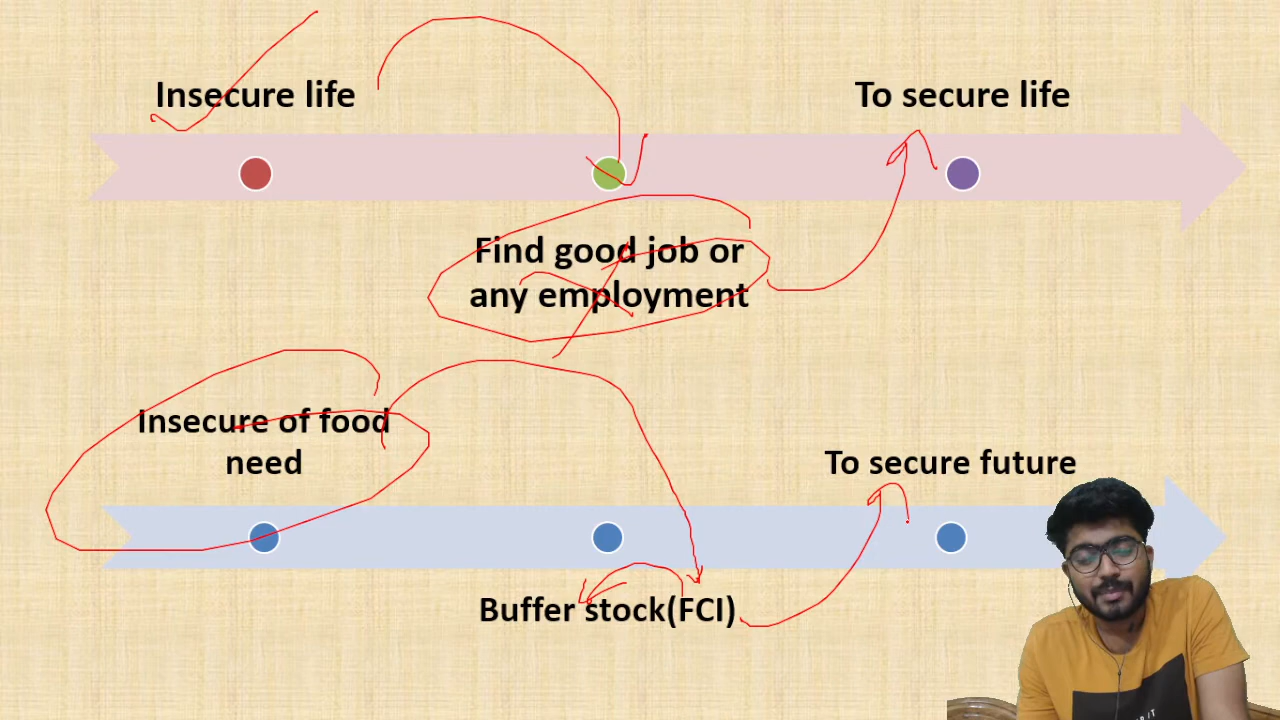 Insecure life
To secure life
Find good job or
any employment
Insecure of food
need
To secure future
Buffer stock(FCI)